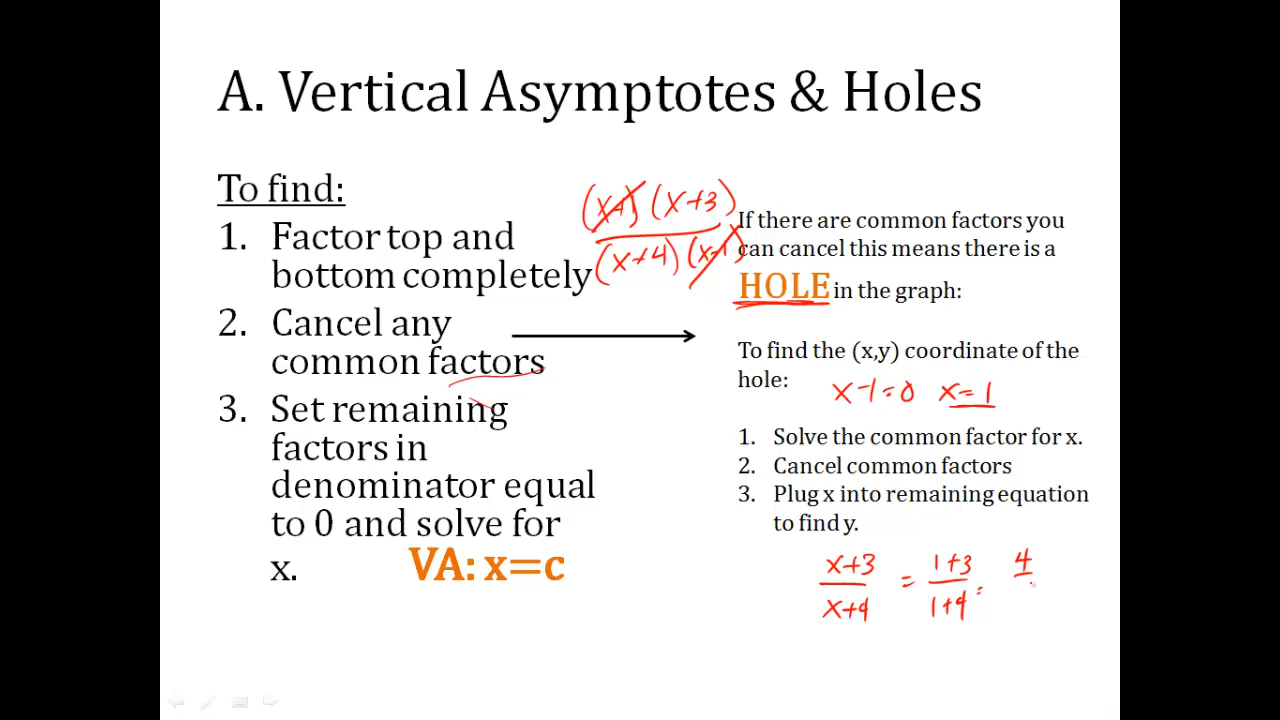 A. Vertical Asymptotes & Holes
To find:
1. Factor top and
bottom completely
2. Cancel any
common factors
3. Set remaining
factors in
denominator equal
to 0 and solve for
x. VA: x=c
(x-1) (x+3)
(x+4) (x-1)
If there are common factors you
can cancel this means there is a
HOLE in the graph:
To find the (x,y) coordinate of the
hole:
x-1=0 x=1
1. Solve the common factor for x.
2. Cancel common factors
3. Plug x into remaining equation
to find y.
x+3 = 1+3 = 4
x+4 1+4